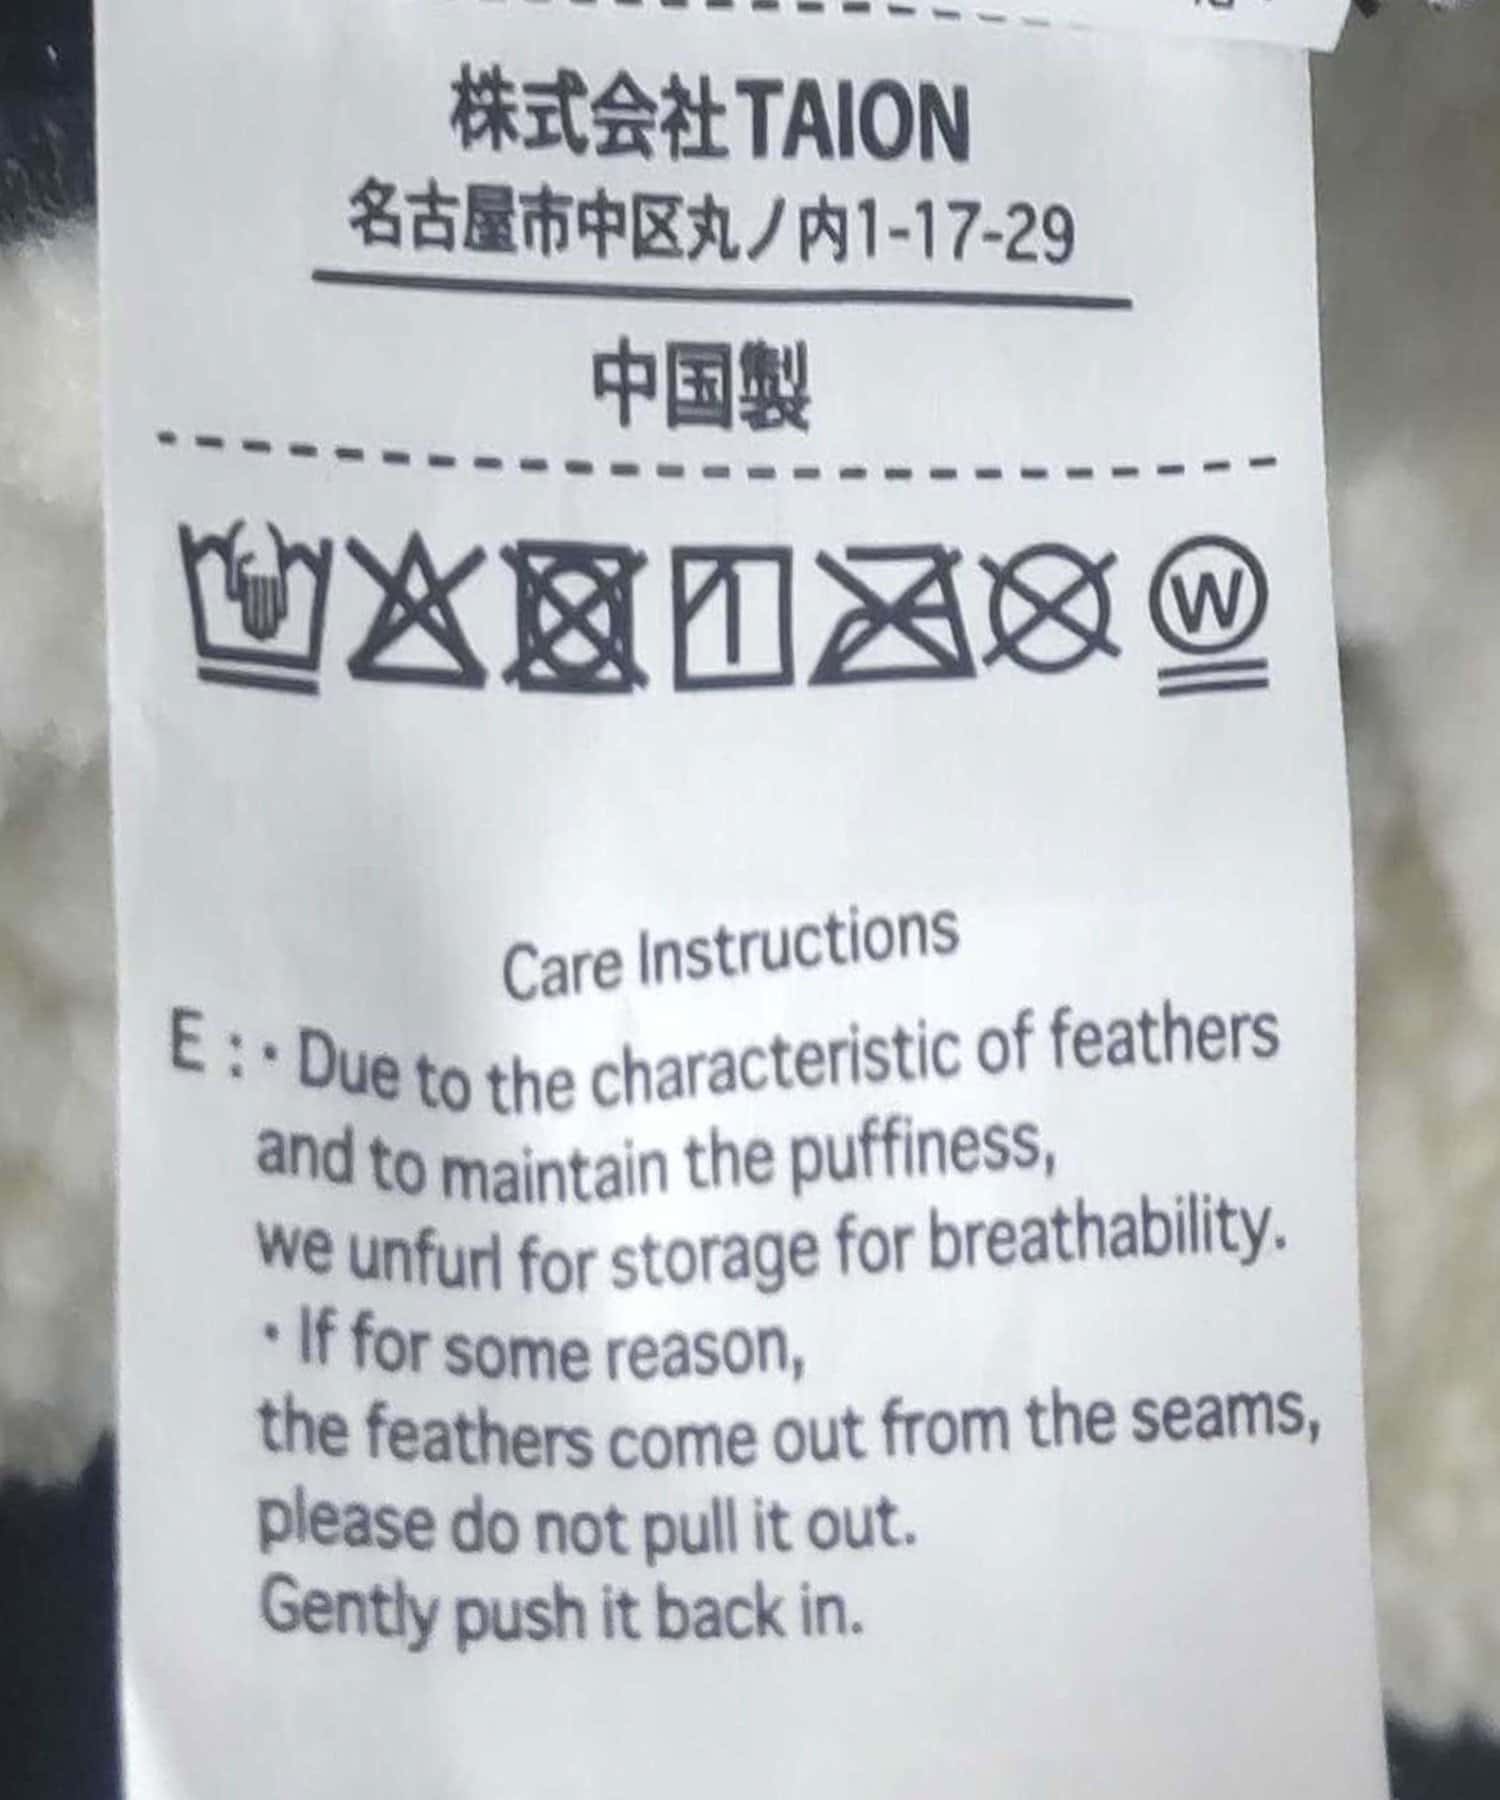 株式会社TAION
名古屋市中区丸ノ内1-17-29
中国製
W
Care Instructions
E : · Due to the characteristic of feathers
and to maintain the puffiness,
we unfurl for storage for breathability.
· If for some reason,
the feathers come out from the seams,
please do not pull it out.
Gently push it back in.